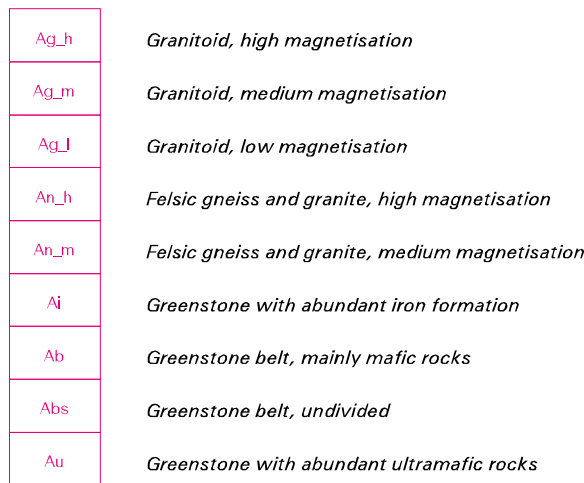 Ag_h Granitoid, high magnetisation
Ag_m Granitoid, medium magnetisation
Ag_l Granitoid, low magnetisation
An_h Felsic gneiss and granite, high magnetisation
An_m Felsic gneiss and granite, medium magnetisation
Ai Greenstone with abundant iron formation
Ab Greenstone belt, mainly mafic rocks
Abs Greenstone belt, undivided
Au Greenstone with abundant ultramafic rocks